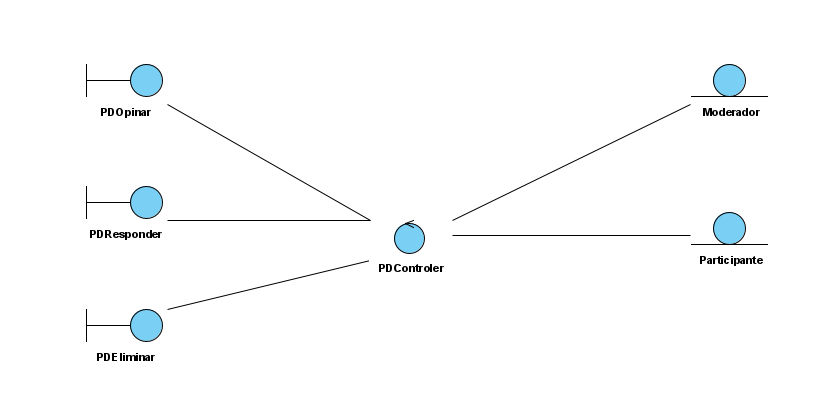 PDOpinar
Moderador
PDResponder
PDControler
Participante
PDEliminar